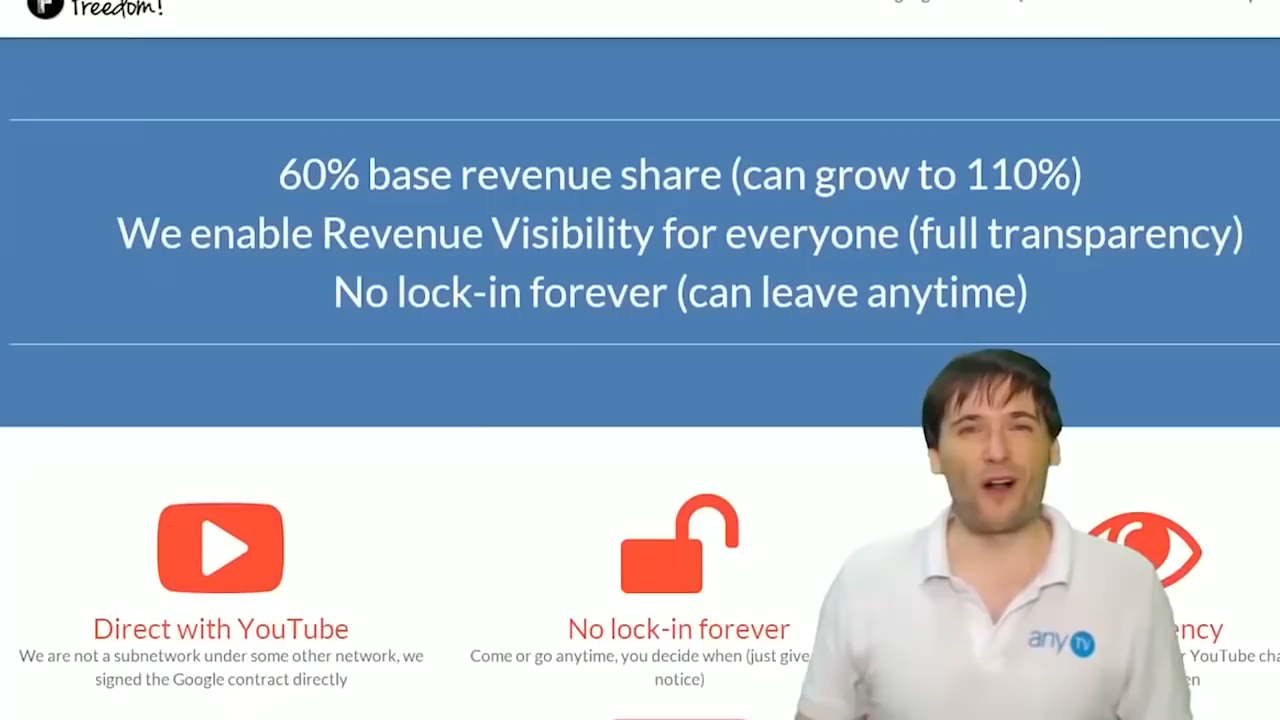 Freedom!
60% base revenue share (can grow to 110%)
We enable Revenue Visibility for everyone (full transparency)
No lock-in forever (can leave anytime)
Direct with YouTube
We are not a subnetwork under some other network, we
signed the Google contract directly
No lock-in forever
Come or go anytime, you decide when (just give
notice)
ency
r YouTube cha
en
any TV